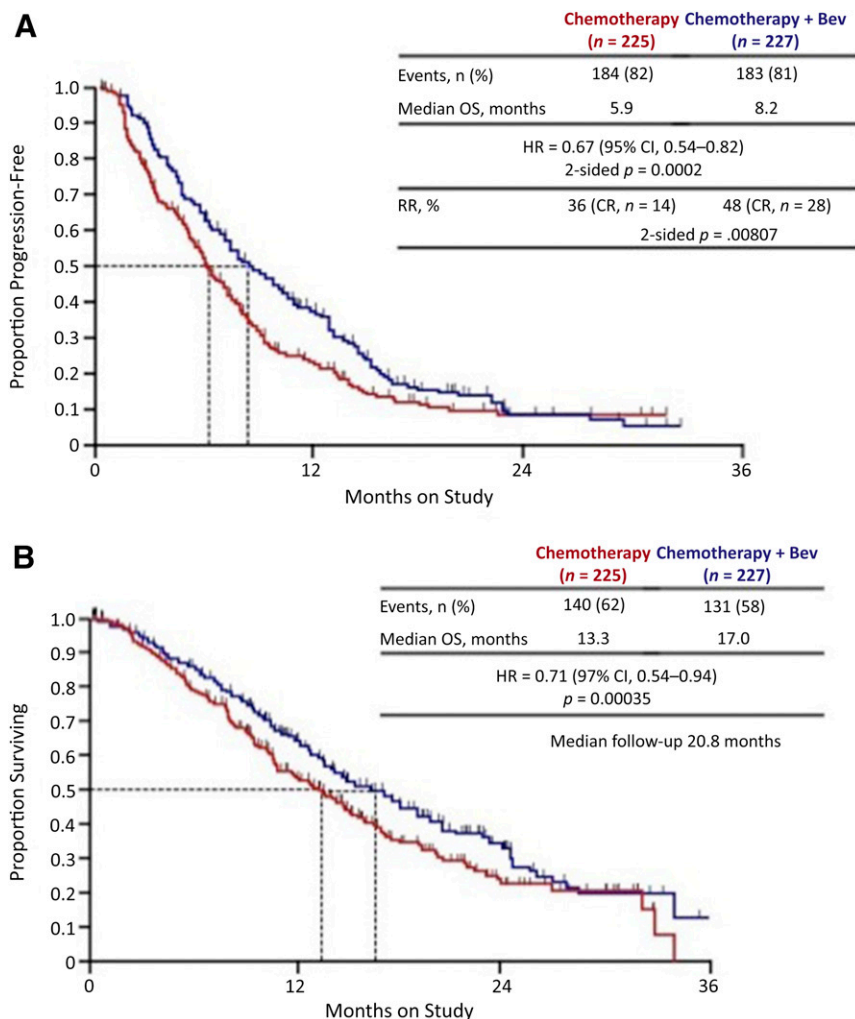 A
Chemotherapy Chemotherapy + Bev
(n = 225) (n = 227)
Events, n (%) 184 (82) 183 (81)
Median OS, months 5.9 8.2
HR = 0.67 (95% CI, 0.54–0.82)
2-sided p = 0.0002
RR, % 36 (CR, n = 14) 48 (CR, n = 28)
2-sided p = .00807
Proportion Progression-Free
1.0
0.9
0.8
0.7
0.6
0.5
0.4
0.3
0.2
0.1
0
0 12 24 36
Months on Study
B
Chemotherapy Chemotherapy + Bev
(n = 225) (n = 227)
Events, n (%) 140 (62) 131 (58)
Median OS, months 13.3 17.0
HR = 0.71 (97% CI, 0.54–0.94)
p = 0.00035
Median follow-up 20.8 months
Proportion Surviving
1.0
0.9
0.8
0.7
0.6
0.5
0.4
0.3
0.2
0.1
0
0 12 24 36
Months on Study